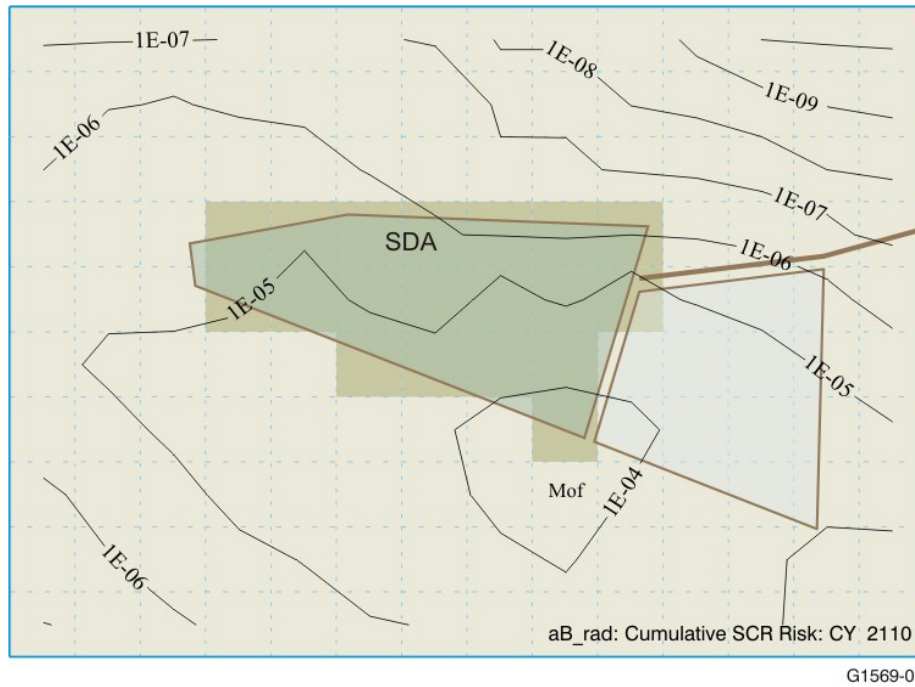 1E-07
1E-08
1E-09
1E-06
1E-07
SDA
1E-06
1E-05
1E-05
Mof
1E-04
1E-06
aB_rad: Cumulative SCR Risk: CY 2110
G1569-0